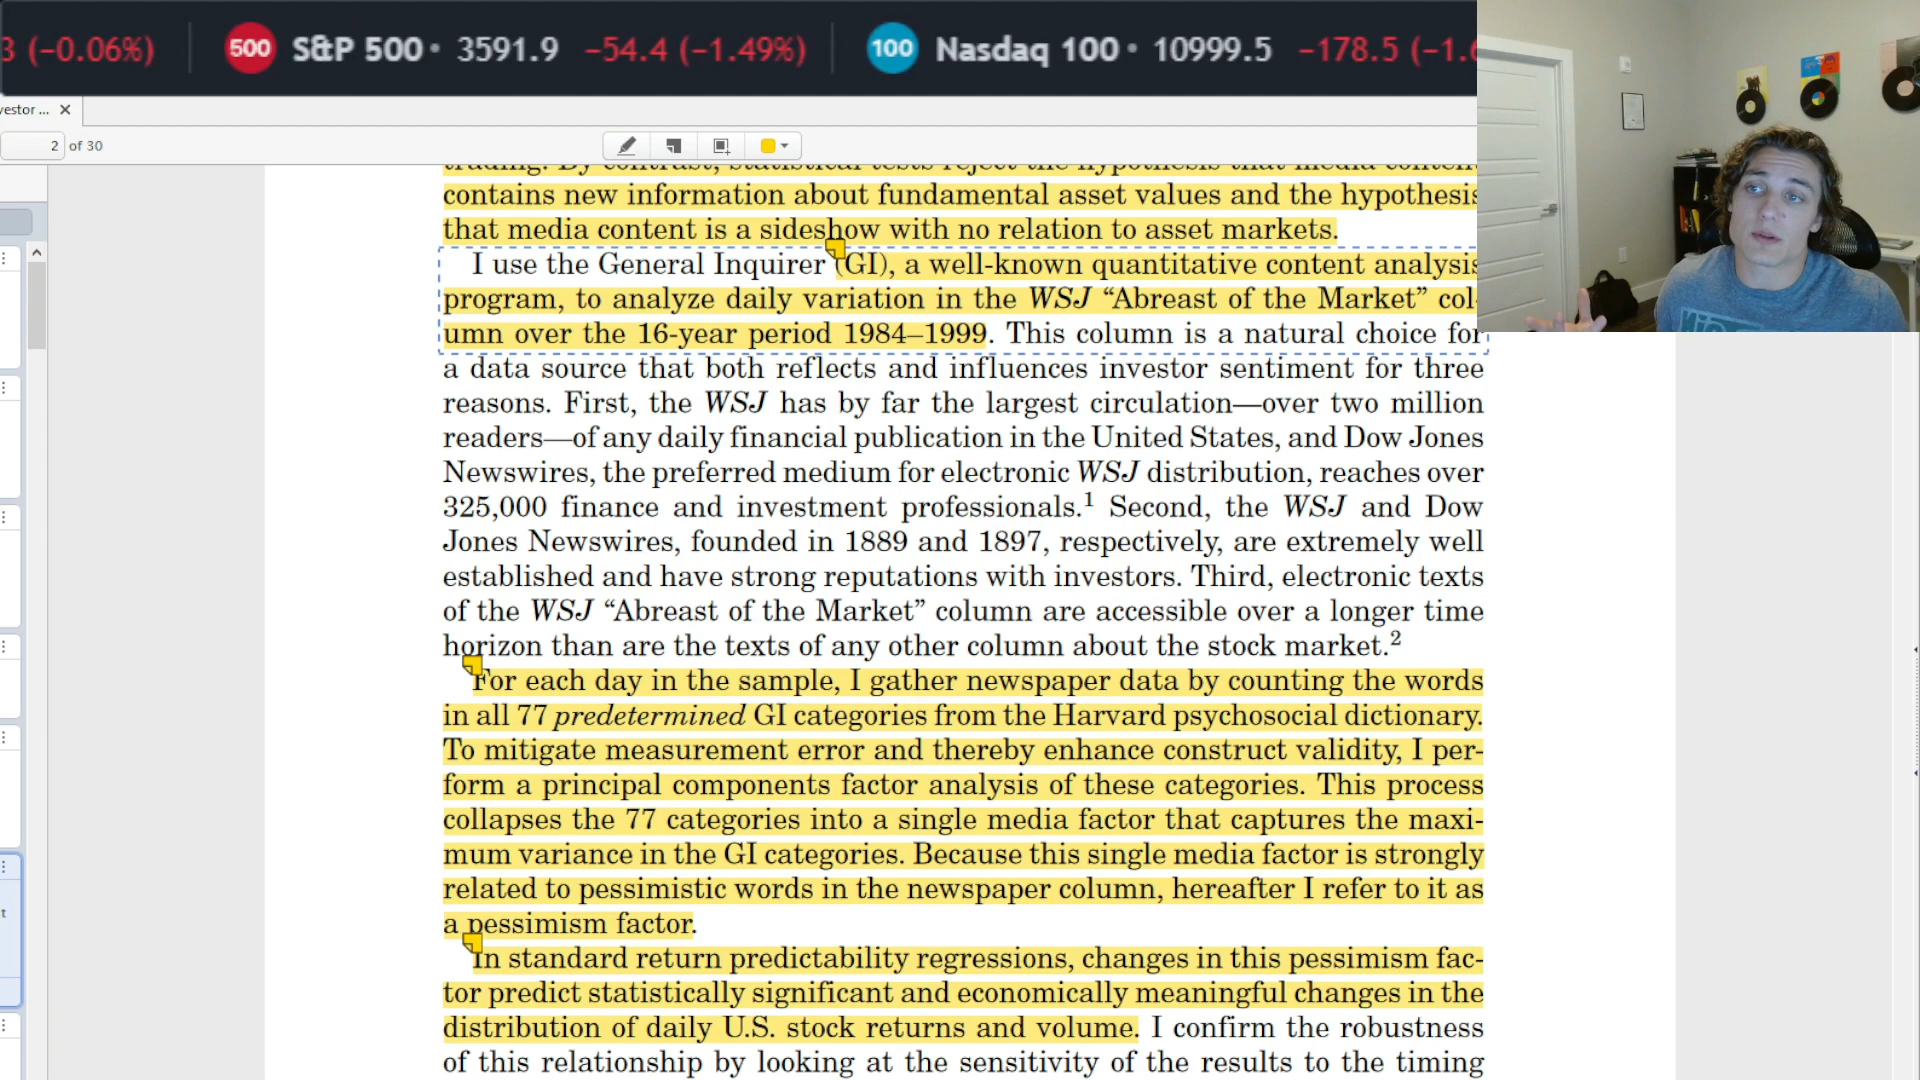 3 (−0.06%) 500 S&P 500 • 3591.9 −54.4 (−1.49%) 100 Nasdaq 100 • 10999.5 −178.5 (−1.6
vestor ... ×
2 of 30
trading. By contrast, statistical tests reject the hypothesis that media content
contains new information about fundamental asset values and the hypothesis
that media content is a sideshow with no relation to asset markets.
I use the General Inquirer (GI), a well-known quantitative content analysis
program, to analyze daily variation in the WSJ “Abreast of the Market” col-
umn over the 16-year period 1984–1999. This column is a natural choice for
a data source that both reflects and influences investor sentiment for three
reasons. First, the WSJ has by far the largest circulation—over two million
readers—of any daily financial publication in the United States, and Dow Jones
Newswires, the preferred medium for electronic WSJ distribution, reaches over
325,000 finance and investment professionals.1 Second, the WSJ and Dow
Jones Newswires, founded in 1889 and 1897, respectively, are extremely well
established and have strong reputations with investors. Third, electronic texts
of the WSJ “Abreast of the Market” column are accessible over a longer time
horizon than are the texts of any other column about the stock market.2
For each day in the sample, I gather newspaper data by counting the words
in all 77 predetermined GI categories from the Harvard psychosocial dictionary.
To mitigate measurement error and thereby enhance construct validity, I per-
form a principal components factor analysis of these categories. This process
collapses the 77 categories into a single media factor that captures the maxi-
mum variance in the GI categories. Because this single media factor is strongly
related to pessimistic words in the newspaper column, hereafter I refer to it as
a pessimism factor.
In standard return predictability regressions, changes in this pessimism fac-
tor predict statistically significant and economically meaningful changes in the
distribution of daily U.S. stock returns and volume. I confirm the robustness
of this relationship by looking at the sensitivity of the results to the timing